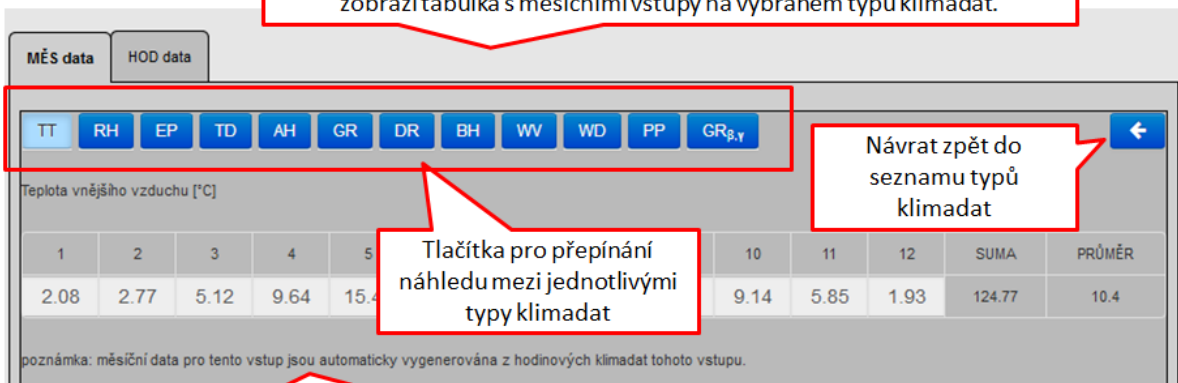 zobrazí tabulka s měsíčními vstupy na vybraném typu klimadat.
MĚS data HOD data
TT RH EP TD AH GR DR BH WV WD PP GRβ,γ
Návrat zpět do
seznamu typů
klimadat
Teplota vnějšího vzduchu [°C]
Tlačítka pro přepínání
náhledu mezi jednotlivými
typy klimadat
1 2 3 4 5 10 11 12 SUMA PRŮMĚR
2.08 2.77 5.12 9.64 15.4 9.14 5.85 1.93 124.77 10.4
poznámka: měsíční data pro tento vstup jsou automaticky vygenerována z hodinových klimadat tohoto vstupu.